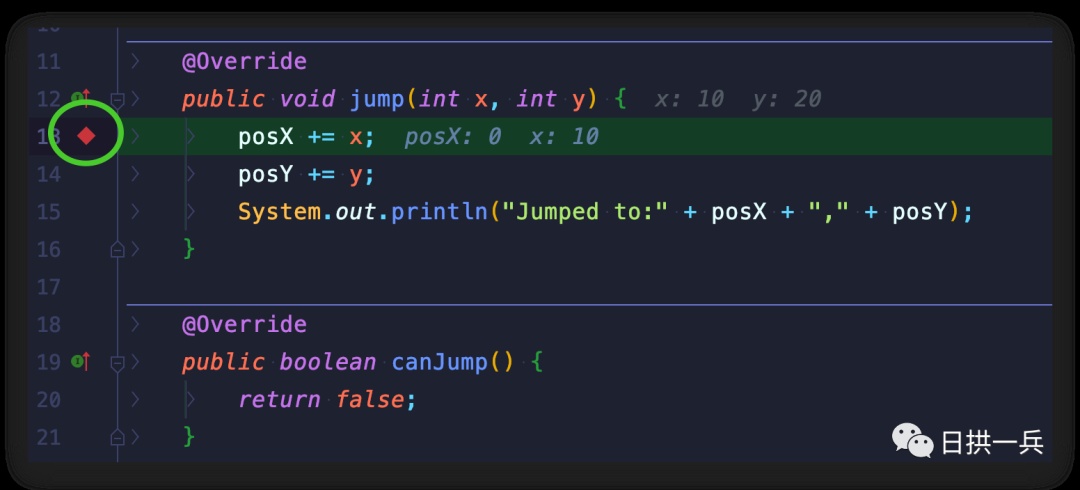 11 @Override
12 public void jump(int x, int y) { x: 10 y: 20
13 posX += x; posX: 0 x: 10
14 posY += y;
15 System.out.println("Jumped to:" + posX + "," + posY);
16 }
17
18 @Override
19 public boolean canJump() {
20 return false;
21 }
日拱一兵